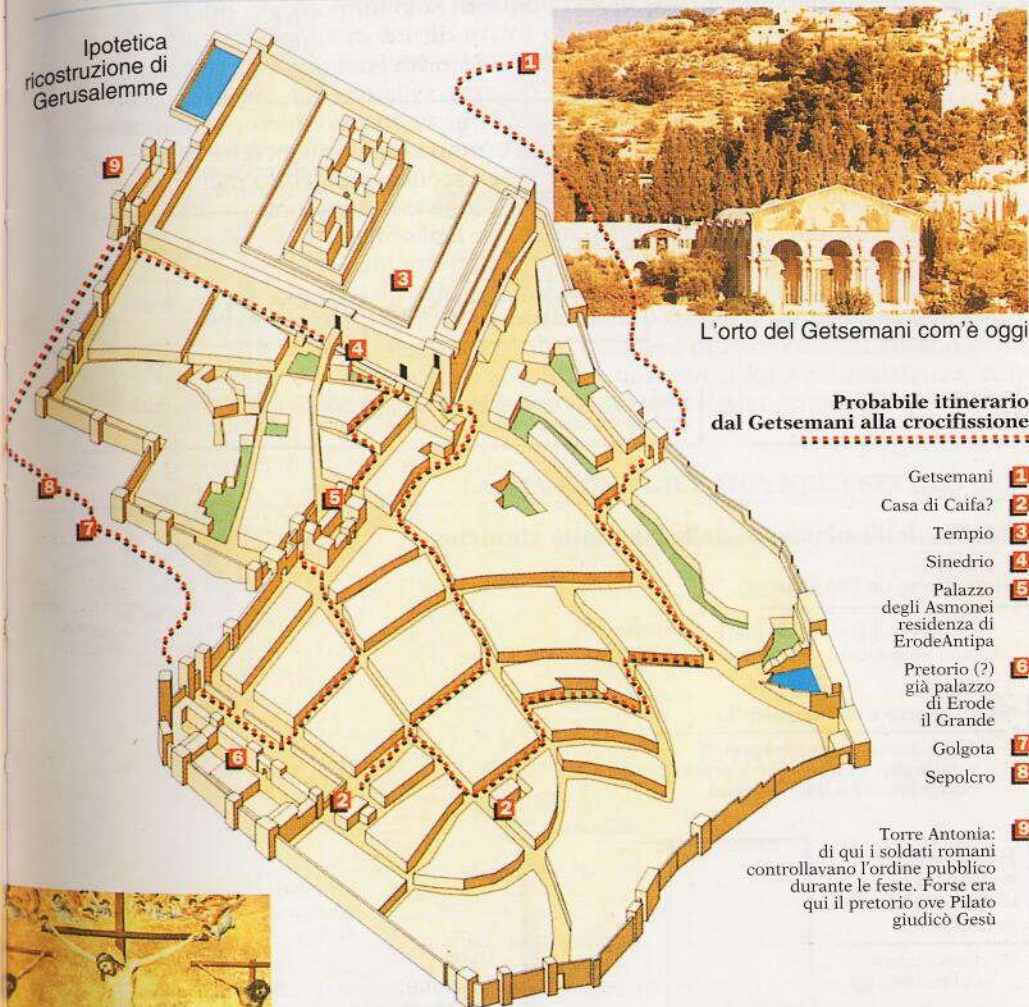 Ipotetica
ricostruzione di
Gerusalemme
1
9
3
4
5
8
7
6
2
2
L'orto del Getsemani com'è oggi
Probabile itinerario
dal Getsemani alla crocifissione
Getsemani 1
Casa di Caifa? 2
Tempio 3
Sinedrio 4
Palazzo 5
degli Asmonei
residenza di
ErodeAntipa
Pretorio (?) 6
già palazzo
di Erode
il Grande
Golgota 7
Sepolcro 8
Torre Antonia: 9
di qui i soldati romani
controllavano l'ordine pubblico
durante le feste. Forse era
qui il pretorio ove Pilato
giudicò Gesù